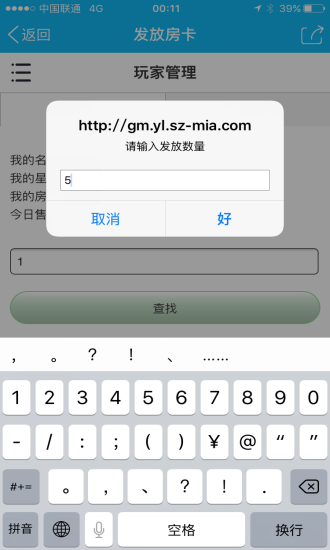 中国联通 4G 00:11 39%
返回 发放房卡
玩家管理
http://gm.yl.sz-mia.com
请输入发放数量
5
取消 好
我的名
我的星
我的房
今日售
1
查找
， 。 ？ ！ 、 ……
1 2 3 4 5 6 7 8 9 0
- / : ; ( ) ¥ @ “ ”
#+= 。 , 、 ? ! .
拼音 空格 换行